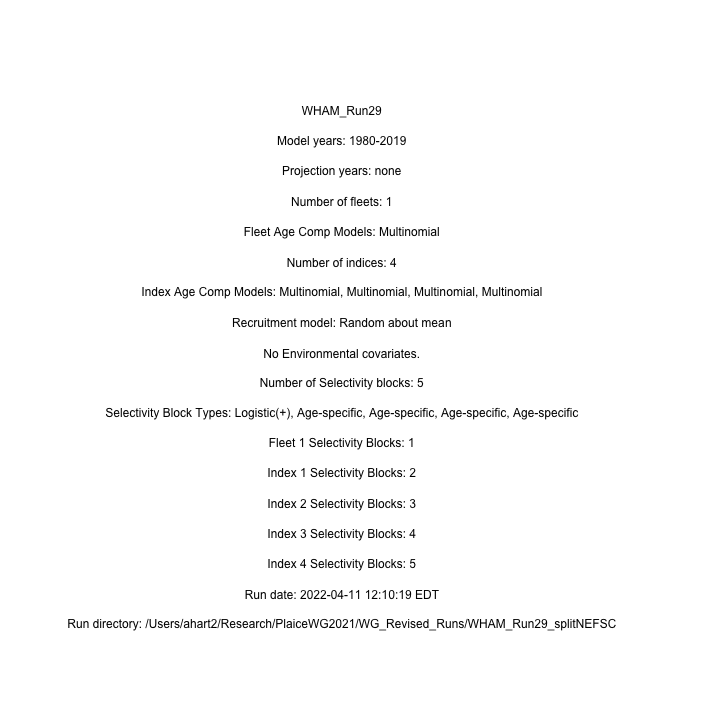 WHAM_Run29
Model years: 1980-2019
Projection years: none
Number of fleets: 1
Fleet Age Comp Models: Multinomial
Number of indices: 4
Index Age Comp Models: Multinomial, Multinomial, Multinomial, Multinomial
Recruitment model: Random about mean
No Environmental covariates.
Number of Selectivity blocks: 5
Selectivity Block Types: Logistic(+), Age-specific, Age-specific, Age-specific, Age-specific
Fleet 1 Selectivity Blocks: 1
Index 1 Selectivity Blocks: 2
Index 2 Selectivity Blocks: 3
Index 3 Selectivity Blocks: 4
Index 4 Selectivity Blocks: 5
Run date: 2022-04-11 12:10:19 EDT
Run directory: /Users/ahart2/Research/PlaiceWG2021/WG_Revised_Runs/WHAM_Run29_splitNEFSC